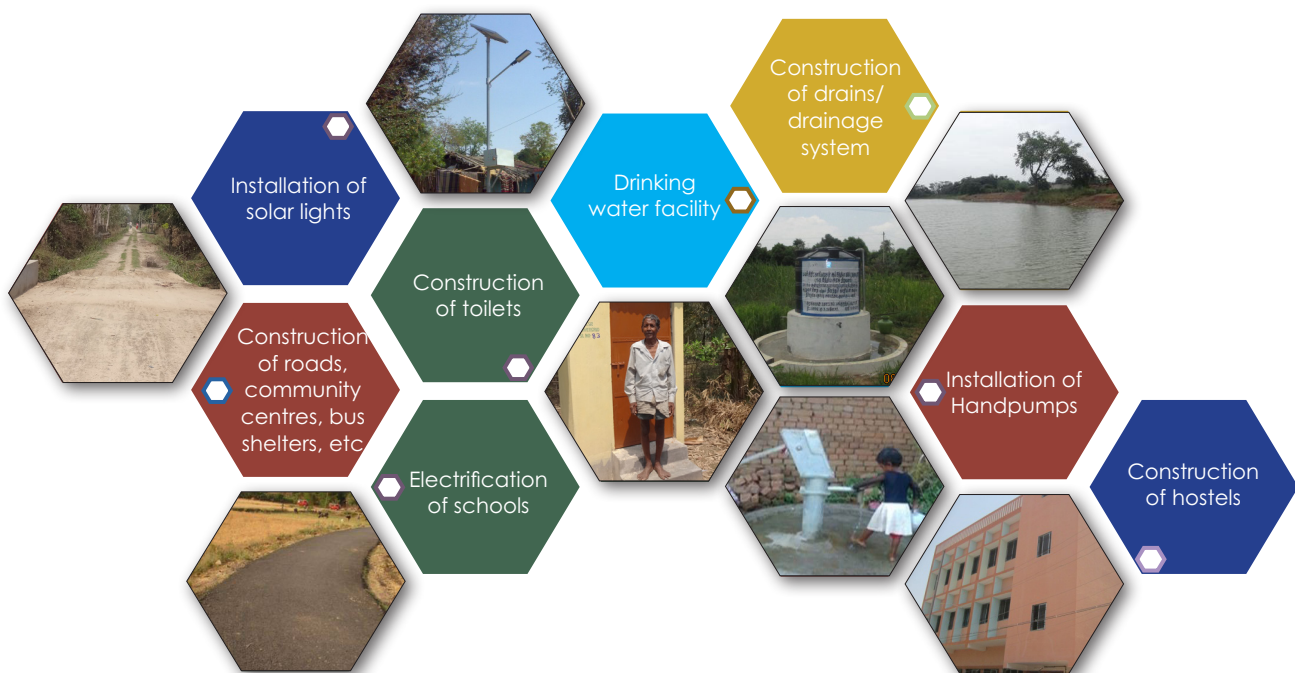 Construction
of drains/
drainage
system
Installation of
solar lights
Drinking
water facility
Construction
of toilets
Construction
of roads,
community
centres, bus
shelters, etc
Installation of
Handpumps
Electrification
of schools
Construction
of hostels